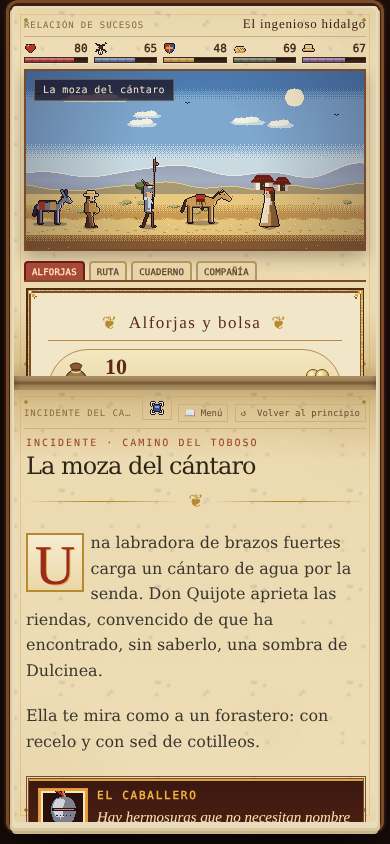 RELACIÓN DE SUCESOS
El ingenioso hidalgo
80 65 48 69 67
La moza del cántaro
ALFORJAS RUTA CUADERNO COMPAÑÍA
Alforjas y bolsa
10
INCIDENTE DEL CA…
Menú
Volver al principio
INCIDENTE · CAMINO DEL TOBOSO
La moza del cántaro
Una labradora de brazos fuertes
carga un cántaro de agua por la
senda. Don Quijote aprieta las
riendas, convencido de que ha
encontrado, sin saberlo, una sombra de
Dulcinea.
Ella te mira como a un forastero: con
recelo y con sed de cotilleos.
EL CABALLERO
Hay hermosuras que no necesitan nombre